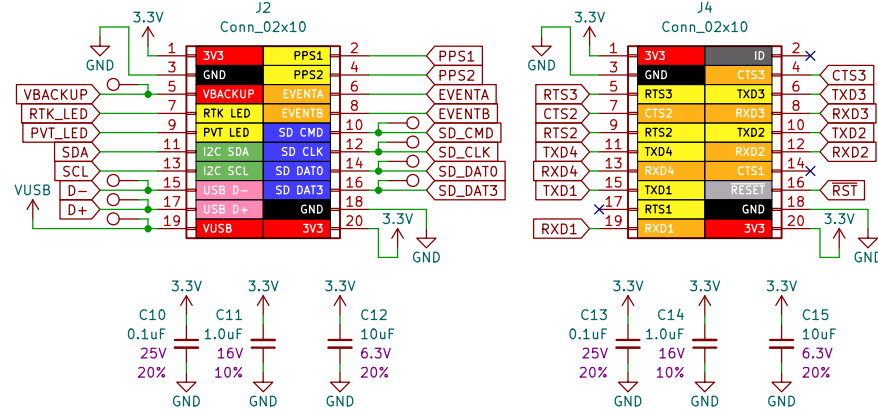 J2
Conn_02x10
3.3V
GND
1 3V3 PPS1 2 PPS1
3 GND PPS2 4 PPS2
VBACKUP 5 VBACKUP EVENTA 6 EVENTA
RTK_LED 7 RTK LED EVENTB 8 EVENTB
PVT_LED 9 PVT LED SD CMD 10 SD_CMD
SDA 11 I2C SDA SD CLK 12 SD_CLK
SCL 13 I2C SCL SD DAT0 14 SD_DAT0
VUSB D- 15 USB D- SD DAT3 16 SD_DAT3
D+ 17 USB D+ GND 18
19 VUSB 3V3 20
3.3V
GND
J4
Conn_02x10
3.3V
GND
1 3V3 ID 2
3 GND CTS3 4 CTS3
RTS3 5 RTS3 TXD3 6 TXD3
CTS2 7 CTS2 RXD3 8 RXD3
RTS2 9 RTS2 TXD2 10 TXD2
TXD4 11 TXD4 RXD2 12 RXD2
RXD4 13 RXD4 CTS1 14
TXD1 15 TXD1 RESET 16 RST
17 RTS1 GND 18
RXD1 19 RXD1 3V3 20
3.3V
GND
3.3V 3.3V 3.3V
C10 C11 C12
0.1uF 1.0uF 10uF
25V 16V 6.3V
20% 10% 20%
GND GND GND
3.3V 3.3V 3.3V
C13 C14 C15
0.1uF 1.0uF 10uF
25V 16V 6.3V
20% 10% 20%
GND GND GND